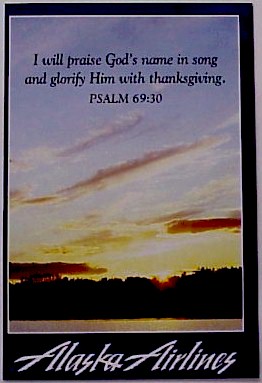 I will praise God's name in song
and glorify Him with thanksgiving.
PSALM 69:30
Alaska Airlines